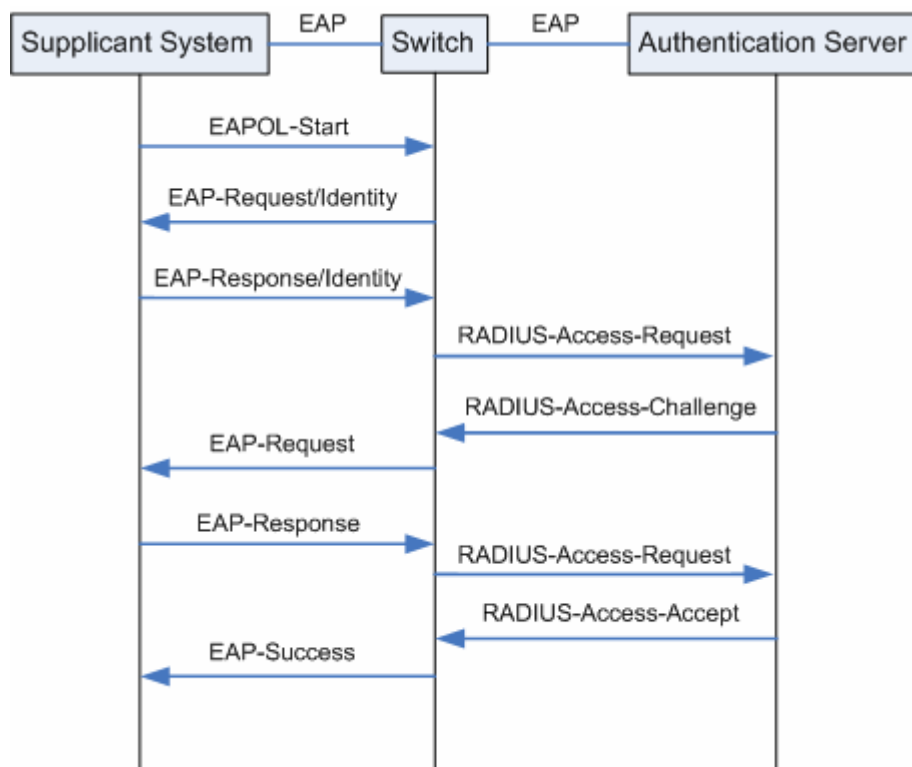 Supplicant System
EAP
Switch
EAP
Authentication Server
EAPOL-Start
EAP-Request/Identity
EAP-Response/Identity
RADIUS-Access-Request
RADIUS-Access-Challenge
EAP-Request
EAP-Response
RADIUS-Access-Request
RADIUS-Access-Accept
EAP-Success